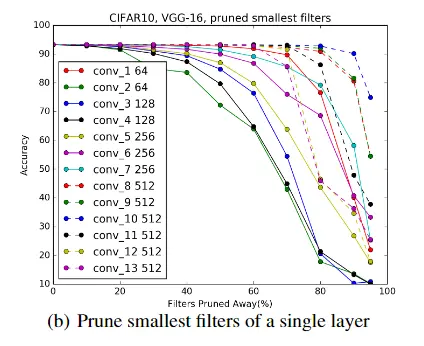 CIFAR10, VGG-16, pruned smallest filters
100
90
80
70
60
50
40
30
20
10
Accuracy
conv_1 64
conv_2 64
conv_3 128
conv_4 128
conv_5 256
conv_6 256
conv_7 256
conv_8 512
conv_9 512
conv_10 512
conv_11 512
conv_12 512
conv_13 512
0 20 40 60 80 100
Filters Pruned Away(%)
(b) Prune smallest filters of a single layer